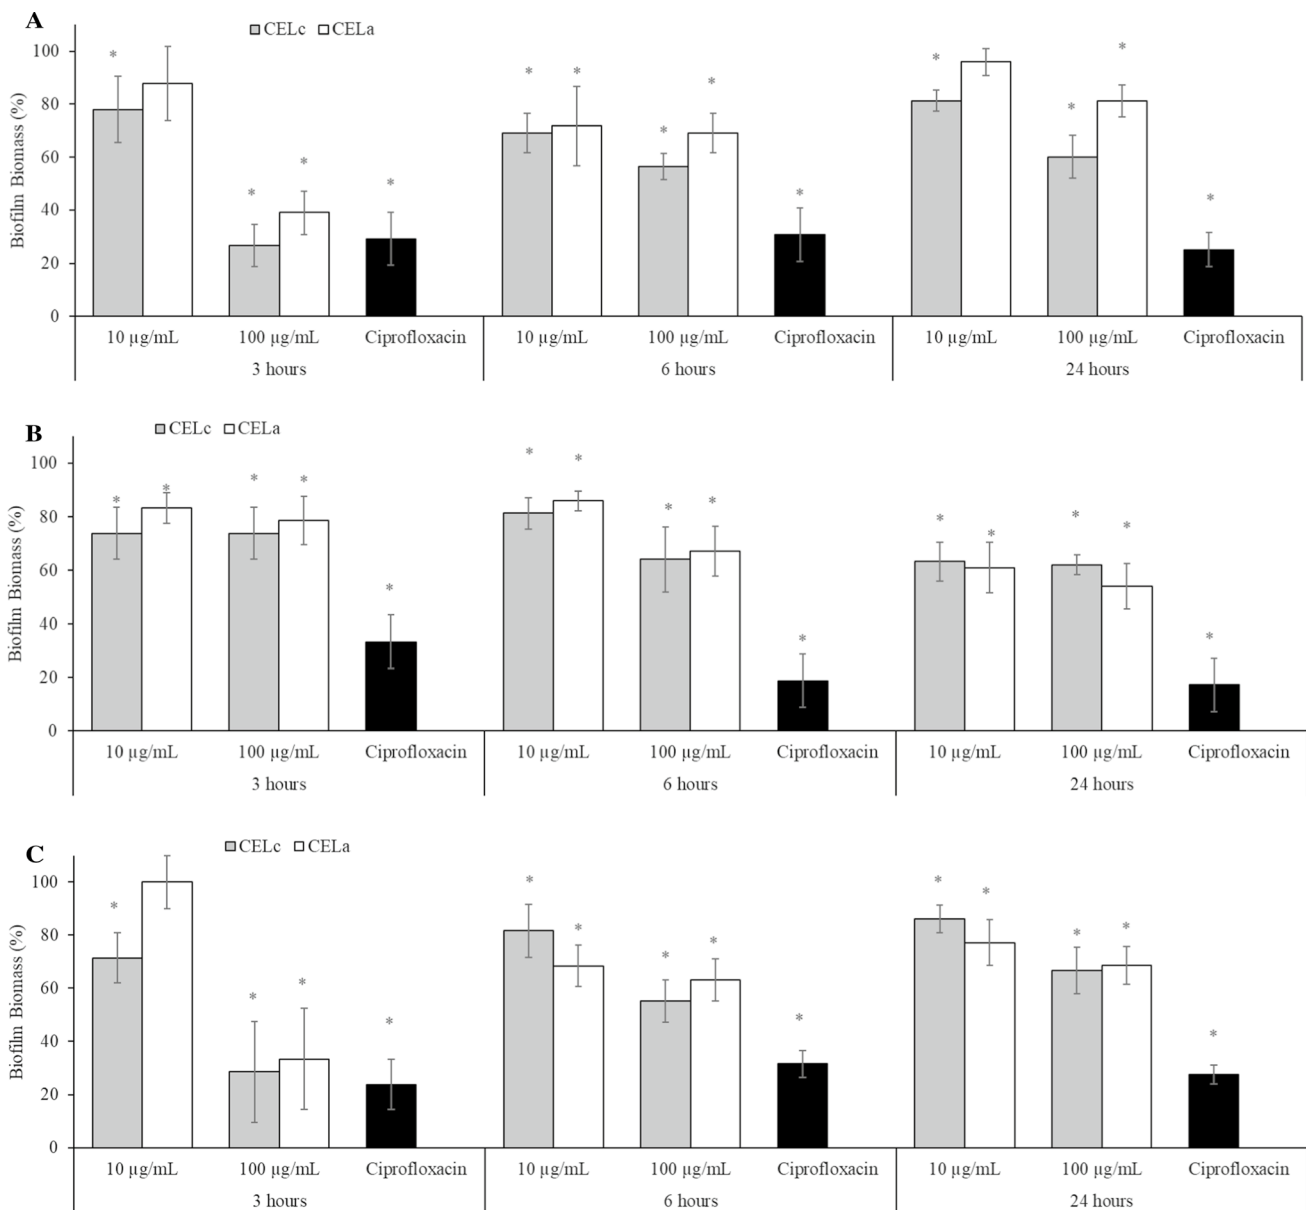 A
CELc CELa
Biofilm Biomass (%)
100
80
60
40
20
0
* * * * * * * * * * * * *
10 µg/mL 100 µg/mL Ciprofloxacin 10 µg/mL 100 µg/mL Ciprofloxacin 10 µg/mL 100 µg/mL Ciprofloxacin
3 hours 6 hours 24 hours
B
CELc CELa
Biofilm Biomass (%)
100
80
60
40
20
0
* * * * * * * * * * * * * * *
10 µg/mL 100 µg/mL Ciprofloxacin 10 µg/mL 100 µg/mL Ciprofloxacin 10 µg/mL 100 µg/mL Ciprofloxacin
3 hours 6 hours 24 hours
C
CELc CELa
Biofilm Biomass (%)
100
80
60
40
20
0
* * * * * * * * * * * * * *
10 µg/mL 100 µg/mL Ciprofloxacin 10 µg/mL 100 µg/mL Ciprofloxacin 10 µg/mL 100 µg/mL Ciprofloxacin
3 hours 6 hours 24 hours